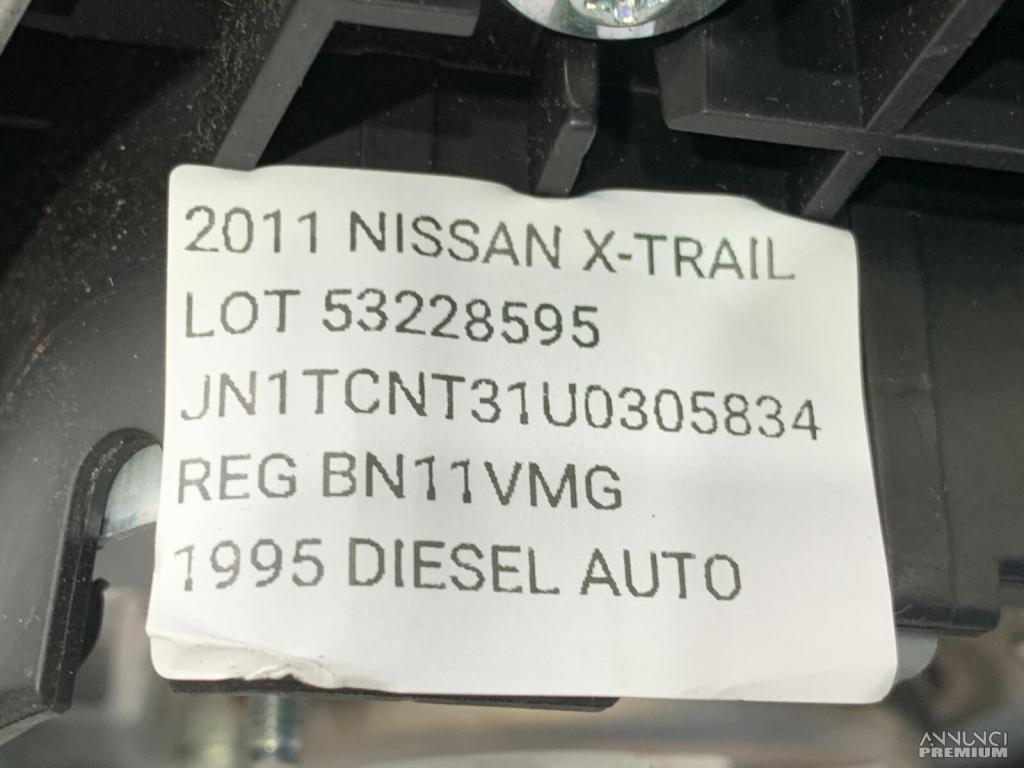 2011 NISSAN X-TRAIL
LOT 53228595
JN1TCNT31U0305834
REG BN11VMG
1995 DIESEL AUTO
ANNUNCI
PREMIUM